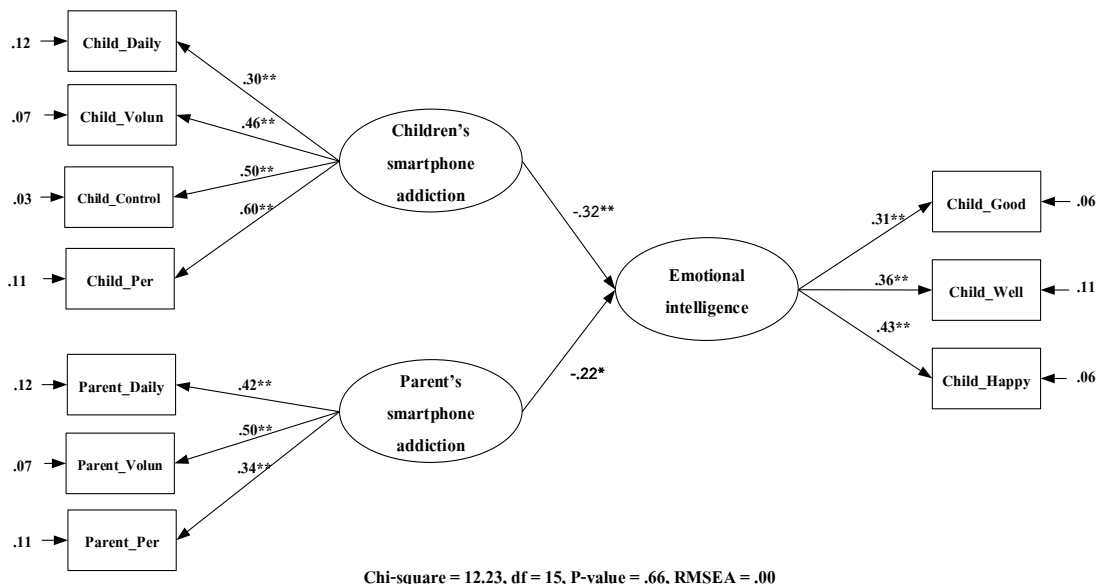 .12
Child_Daily
.30**
.07
Child_Volun
.46**
Children's
smartphone
addiction
.03
Child_Control
.50**
.60**
.11
Child_Per
-.32**
Emotional
intelligence
.31**
Child_Good
.06
.36**
Child_Well
.11
.43**
Child_Happy
.06
.12
Parent_Daily
.42**
Parent's
smartphone
addiction
-.22*
.07
Parent_Volun
.50**
.34**
.11
Parent_Per
Chi-square = 12.23, df = 15, P-value = .66, RMSEA = .00